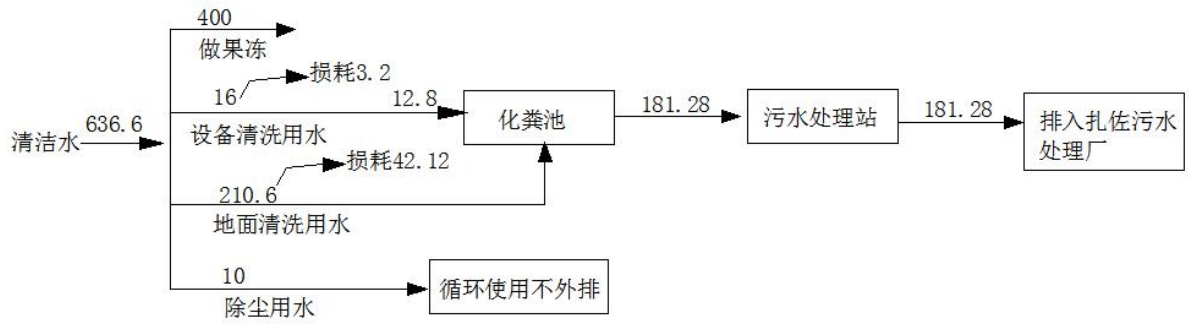 400
做果冻
损耗3.2
16
12.8
设备清洗用水
清洁水
636.6
化粪池
181.28
污水处理站
181.28
排入扎佐污水
处理厂
损耗42.12
210.6
地面清洗用水
10
除尘用水
循环使用不外排